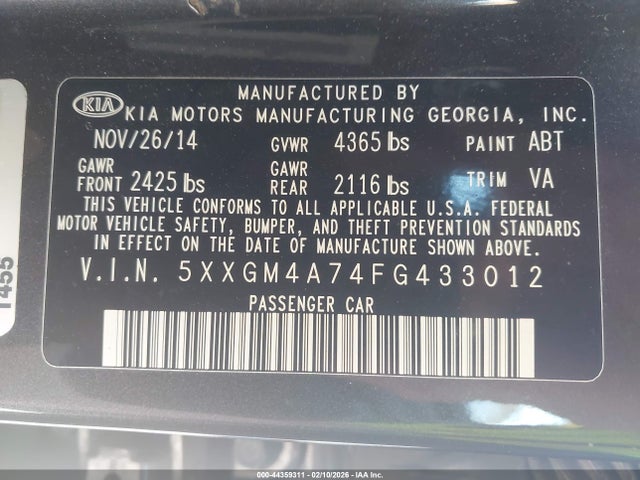 MANUFACTURED BY
KIA KIA MOTORS MANUFACTURING GEORGIA, INC.
NOV/26/14 GVWR 4365 lbs PAINT ABT
GAWR FRONT 2425 lbs GAWR REAR 2116 lbs TRIM VA
THIS VEHICLE CONFORMS TO ALL APPLICABLE U.S.A. FEDERAL
MOTOR VEHICLE SAFETY, BUMPER, AND THEFT PREVENTION STANDARDS
IN EFFECT ON THE DATE OF MANUFACTURE SHOWN ABOVE.
V.I.N. 5XXGM4A74FG433012
PASSENGER CAR
1455
000-44359311 - 02/10/2026 - IAA Inc.